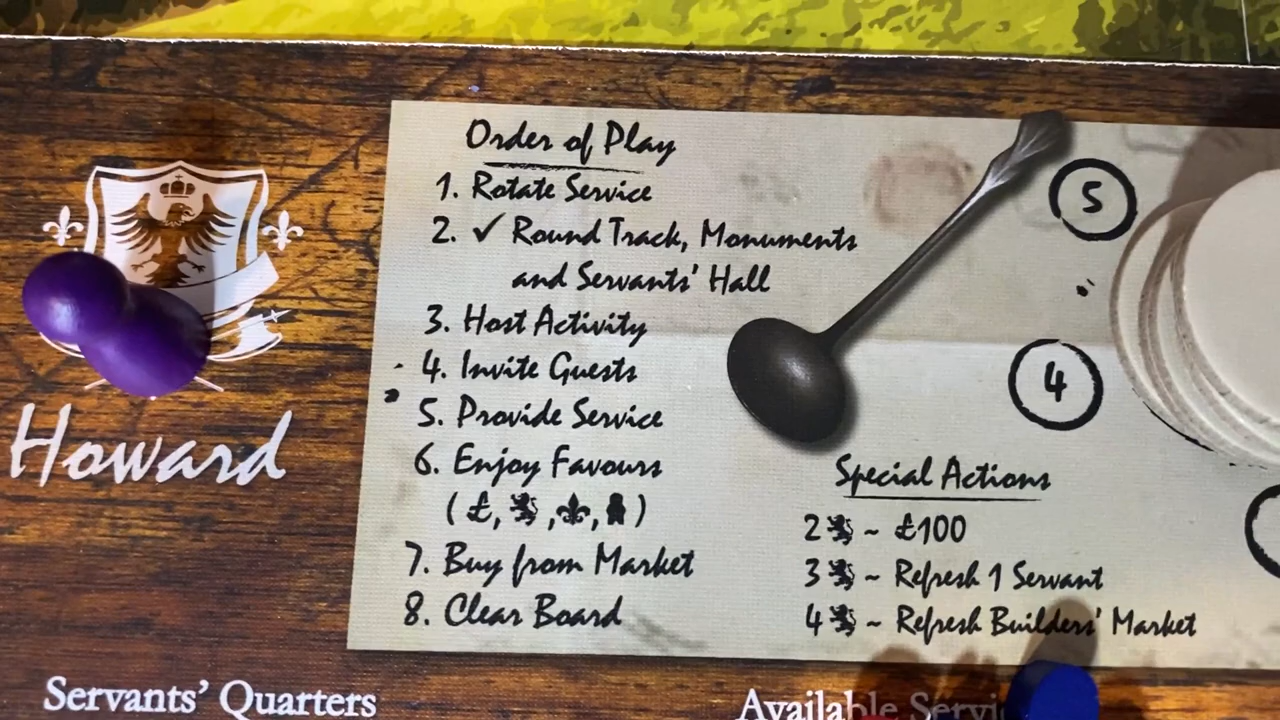 Order of Play
1. Rotate Service
2. ✓ Round Track, Monuments
and Servants' Hall
3. Host Activity
4. Invite Guests
5. Provide Service
6. Enjoy Favours
(£, , , )
7. Buy from Market
8. Clear Board
5
4
Special Actions
2 ~ £100
3 ~ Refresh 1 Servant
4 ~ Refresh Builders' Market
Howard
Servants' Quarters
Available